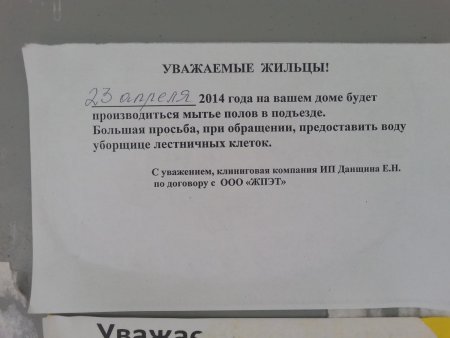 УВАЖАЕМЫЕ ЖИЛЬЦЫ!
23 апреля 2014 года на вашем доме будет
производиться мытье полов в подъезде.
Большая просьба, при обращении, предоставить воду
уборщице лестничных клеток.
С уважением, клининговая компания ИП Данщина Е.Н.
по договору с ООО «ЖПЭТ»
Уважас